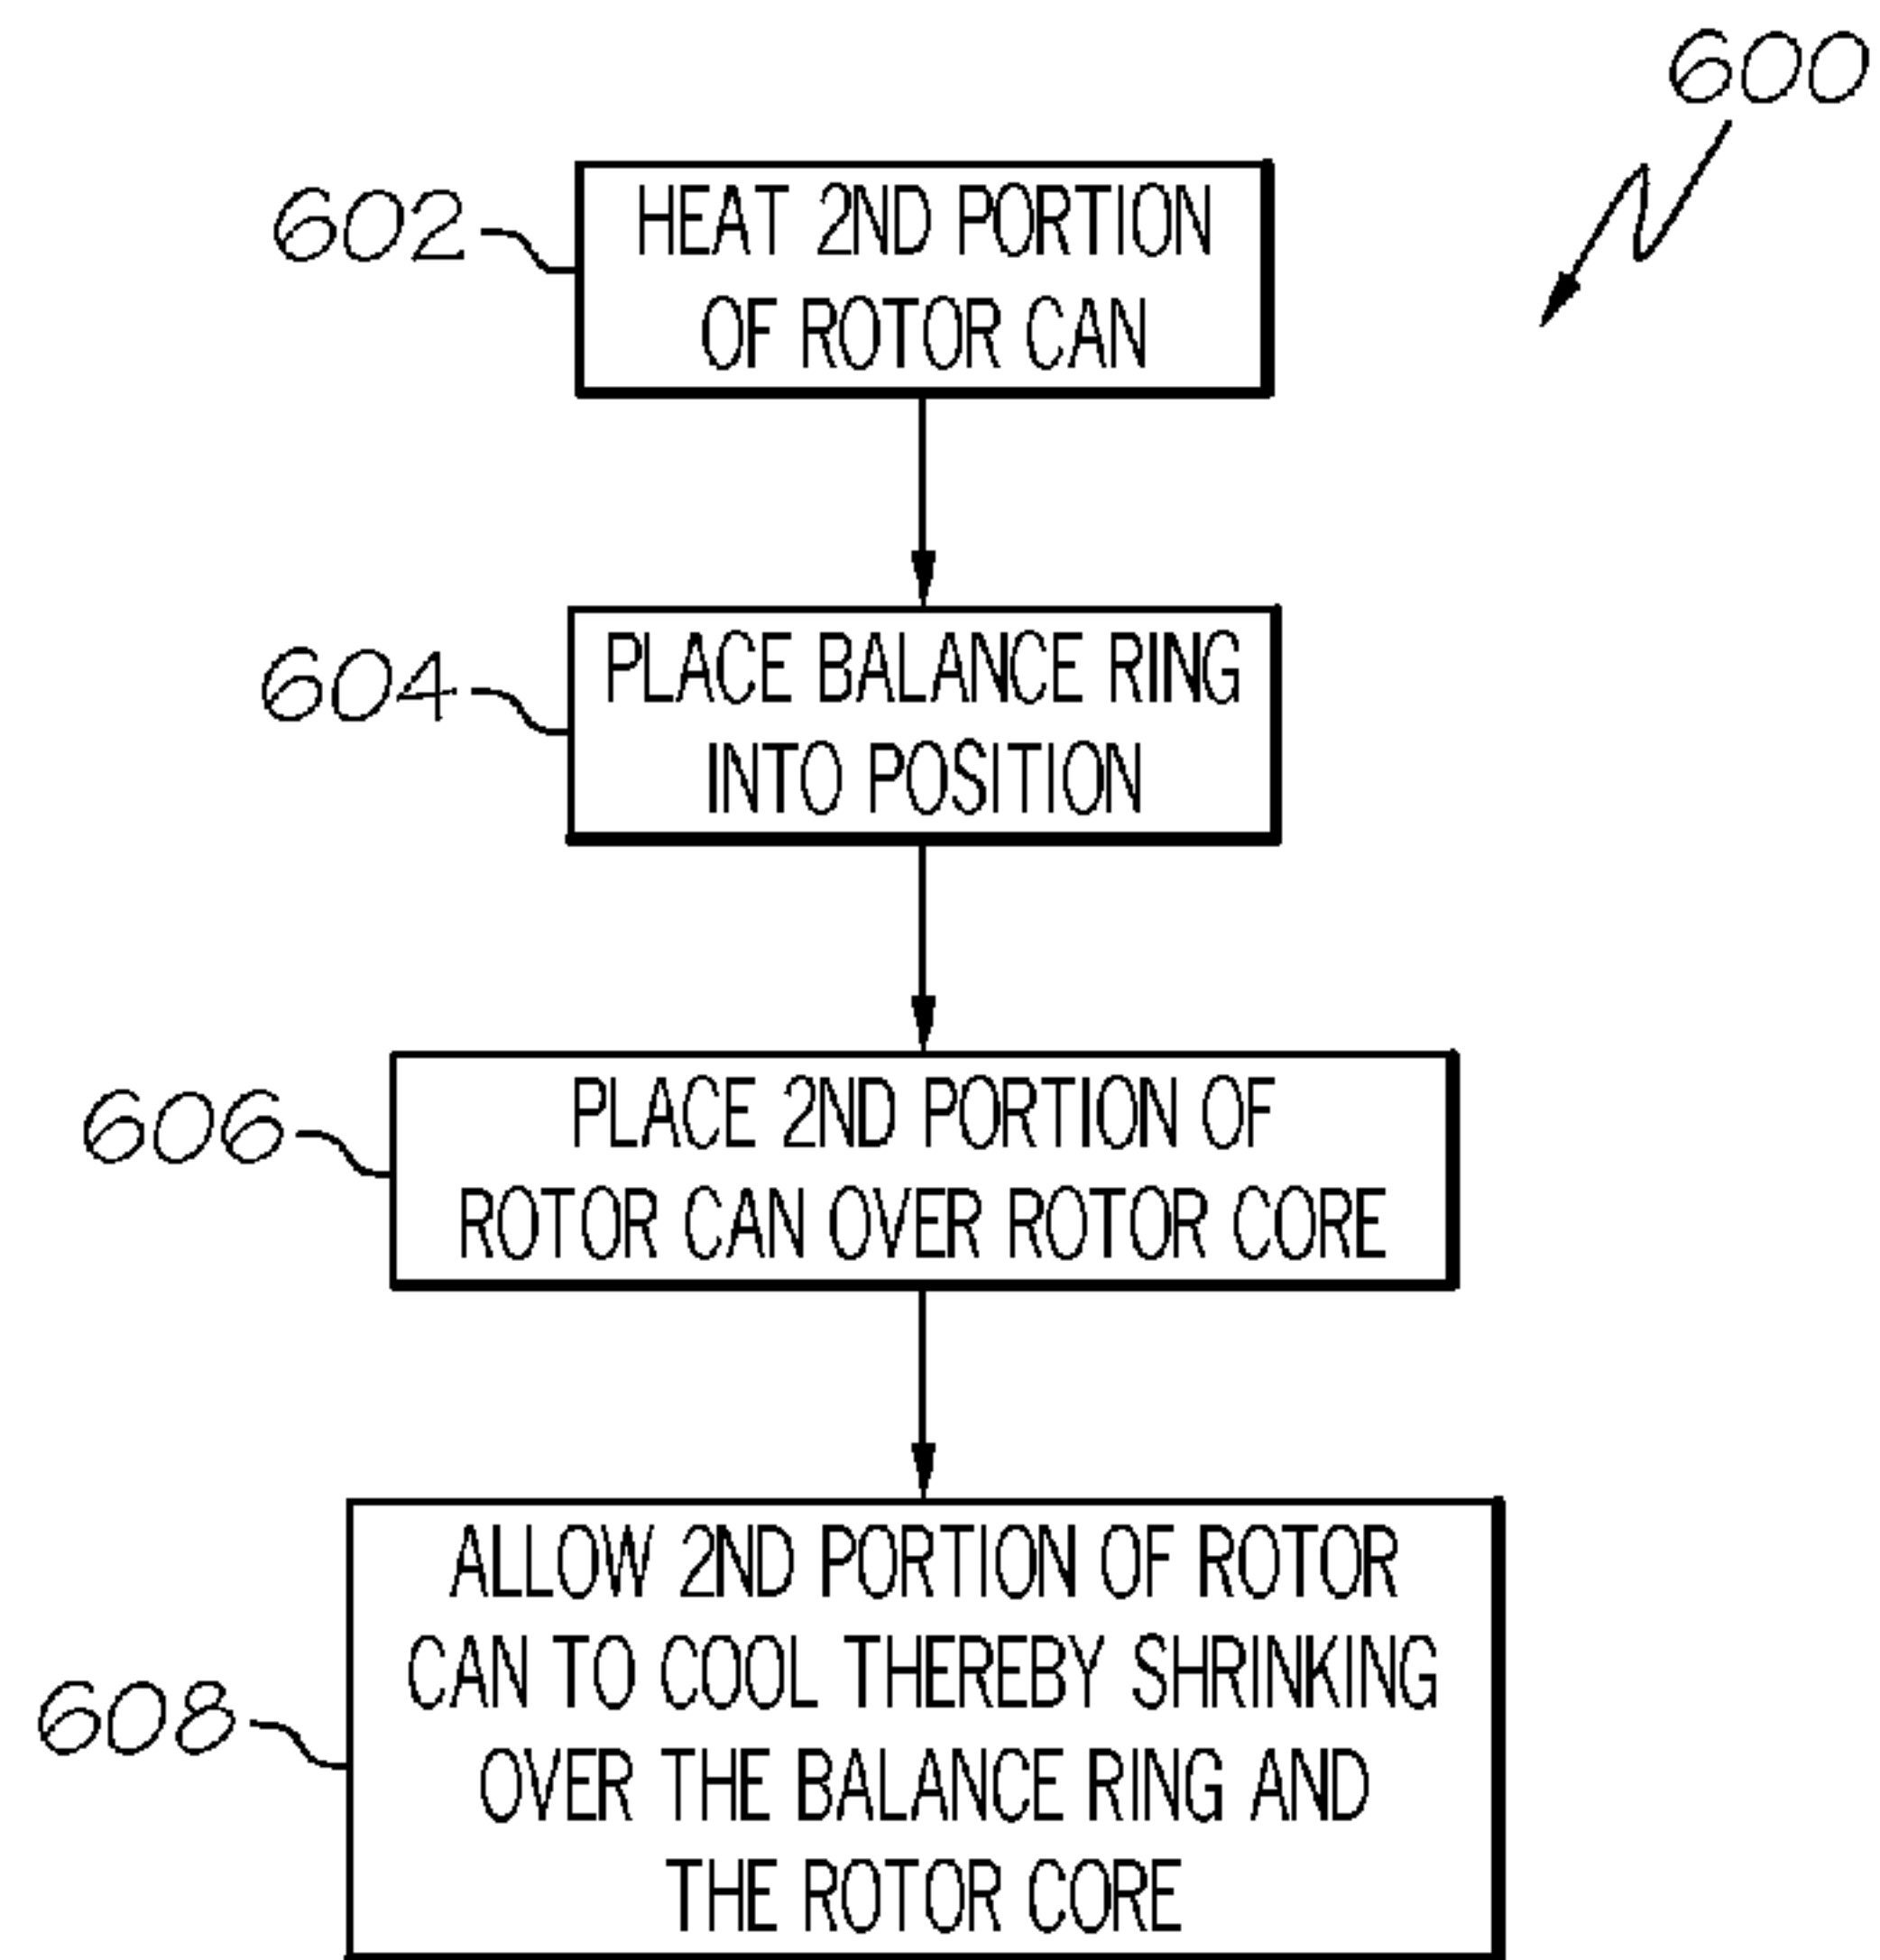 600
602
HEAT 2ND PORTION
OF ROTOR CAN
604
PLACE BALANCE RING
INTO POSITION
606
PLACE 2ND PORTION OF
ROTOR CAN OVER ROTOR CORE
608
ALLOW 2ND PORTION OF ROTOR
CAN TO COOL THEREBY SHRINKING
OVER THE BALANCE RING AND
THE ROTOR CORE